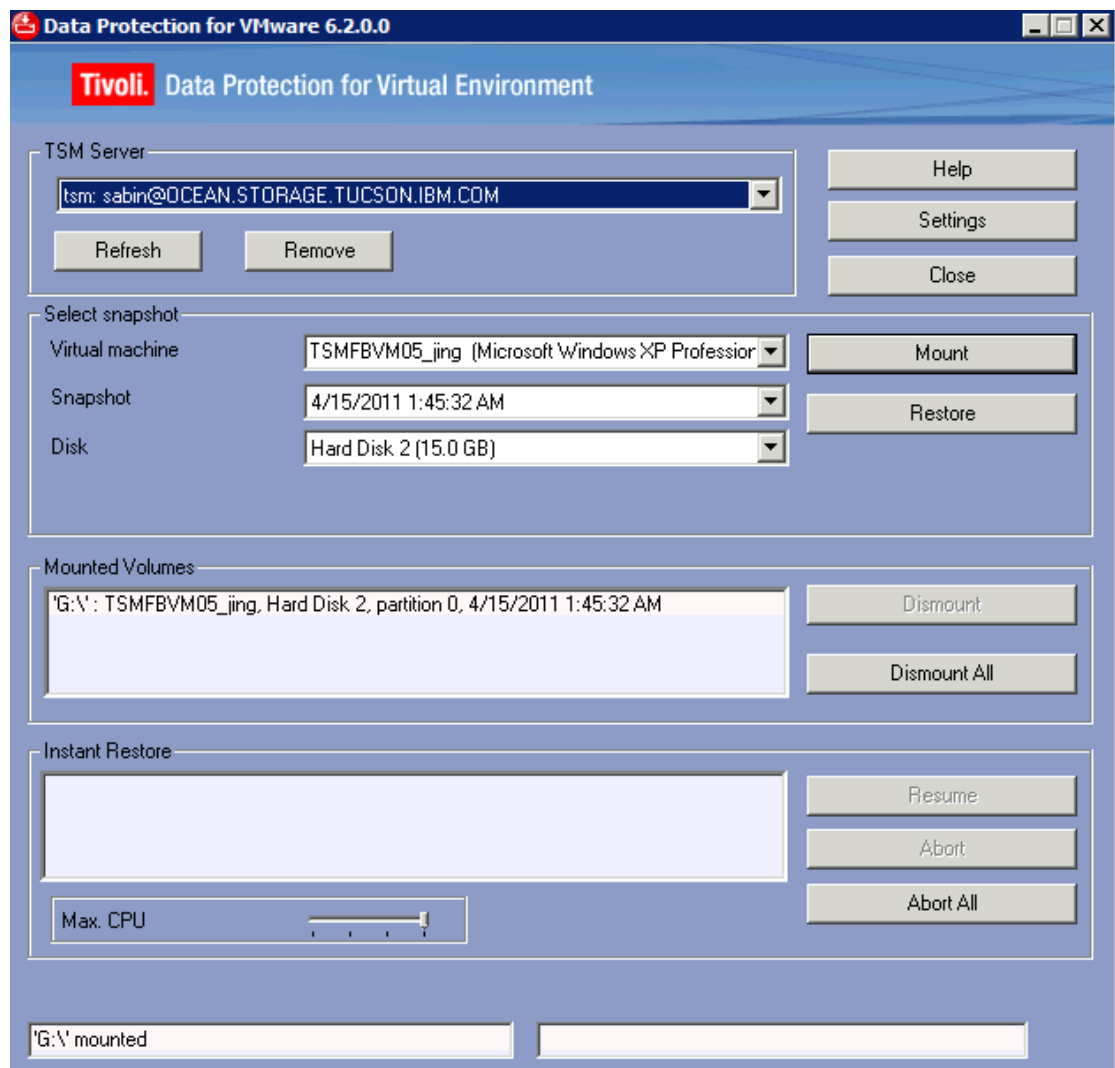 Data Protection for VMware 6.2.0.0
Tivoli. Data Protection for Virtual Environment
TSM Server
tsm: sabin@OCEAN.STORAGE.TUCSON.IBM.COM
Refresh
Remove
Help
Settings
Close
Select snapshot
Virtual machine
TSMFBVM05_jing (Microsoft Windows XP Profession
Mount
Snapshot
4/15/2011 1:45:32 AM
Restore
Disk
Hard Disk 2 (15.0 GB)
Mounted Volumes
'G:\' : TSMFBVM05_jing, Hard Disk 2, partition 0, 4/15/2011 1:45:32 AM
Dismount
Dismount All
Instant Restore
Resume
Abort
Abort All
Max. CPU
'G:\' mounted